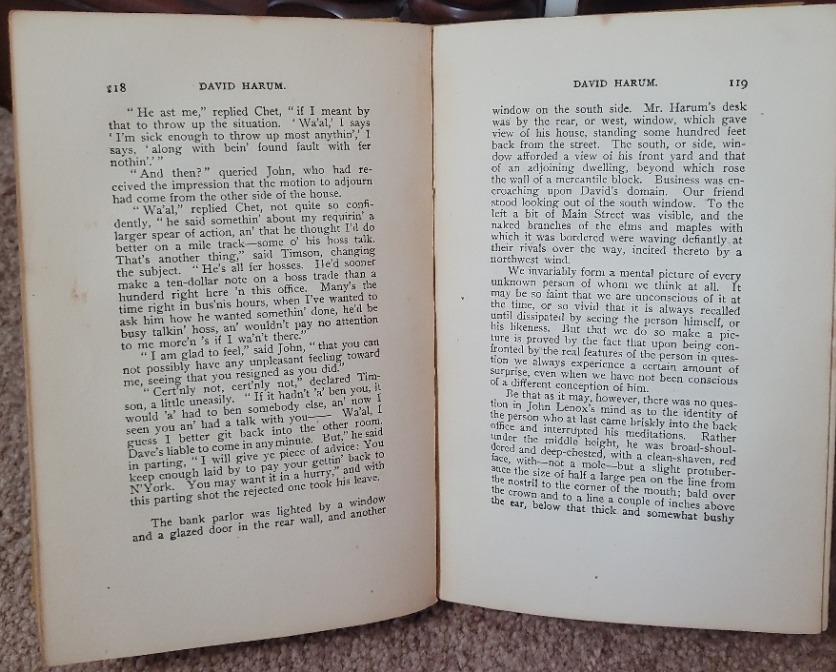 118
DAVID HARUM.
“ He ast me,” replied Chet, “ if I meant by
that to throw up the situation. ‘ Wa'al,’ I says
‘ I'm sick enough to throw up most anythin',’ I
says, ‘ along with bein' found fault with fer
nothin'.’ ”
“ And then? ” queried John, who had re-
ceived the impression that the motion to adjourn
had come from the other side of the house.
“ Wa'al,” replied Chet, not quite so confi-
dently, “ he said somethin' about my requirin' a
larger spear of action, an' that he thought I'd do
better on a mile track—some o' his hoss talk.
That's another thing,” said Timson, changing
the subject. “ He's all fer hosses. He'd sooner
make a ten-dollar note on a hoss trade than a
hunderd right here 'n this office. Many's the
time right in bus'nis hours, when I've wanted to
ask him how he wanted somethin' done, he'd be
busy talkin' hoss, an' wouldn't pay no attention
to me more'n 's if I wa'n't there.”
“ I am glad to feel,” said John, “ that you can
not possibly have any unpleasant feeling toward
me, seeing that you resigned as you did.”
“ Cert'nly not, cert'nly not,” declared Tim-
son, a little uneasily. “ If it hadn't 'a' ben you, it
would 'a' had to ben somebody else, an' now I
seen you an' had a talk with you—— Wa'al, I
guess I better git back into the other room.
Dave's liable to come in any minute. But,” he said
in parting, “ I will give ye piece of advice: You
keep enough laid by to pay your gettin' back to
N'York. You may want it in a hurry,” and with
this parting shot the rejected one took his leave.
The bank parlor was lighted by a window
and a glazed door in the rear wall, and another
DAVID HARUM.
119
window on the south side. Mr. Harum's desk
was by the rear, or west, window, which gave
view of his house, standing some hundred feet
back from the street. The south, or side, win-
dow afforded a view of his front yard and that
of an adjoining dwelling, beyond which rose
the wall of a mercantile block. Business was en-
croaching upon David's domain. Our friend
stood looking out of the south window. To the
left a bit of Main Street was visible, and the
naked branches of the elms and maples with
which it was bordered were waving defiantly at
their rivals over the way, incited thereto by a
northwest wind.
We invariably form a mental picture of every
unknown person of whom we think at all. It
may be so faint that we are unconscious of it at
the time, or so vivid that it is always recalled
until dissipated by seeing the person himself, or
his likeness. But that we do so make a pic-
ture is proved by the fact that upon being con-
fronted by the real features of the person in ques-
tion we always experience a certain amount of
surprise, even when we have not been conscious
of a different conception of him.
Be that as it may, however, there was no ques-
tion in John Lenox's mind as to the identity of
the person who at last came briskly into the back
office and interrupted his meditations. Rather
under the middle height, he was broad-shoul-
dered and deep-chested, with a clean-shaven, red
face, with—not a mole—but a slight protuber-
ance the size of half a large pea on the line from
the nostril to the corner of the mouth; bald over
the crown and to a line a couple of inches above
the ear, below that thick and somewhat bushy